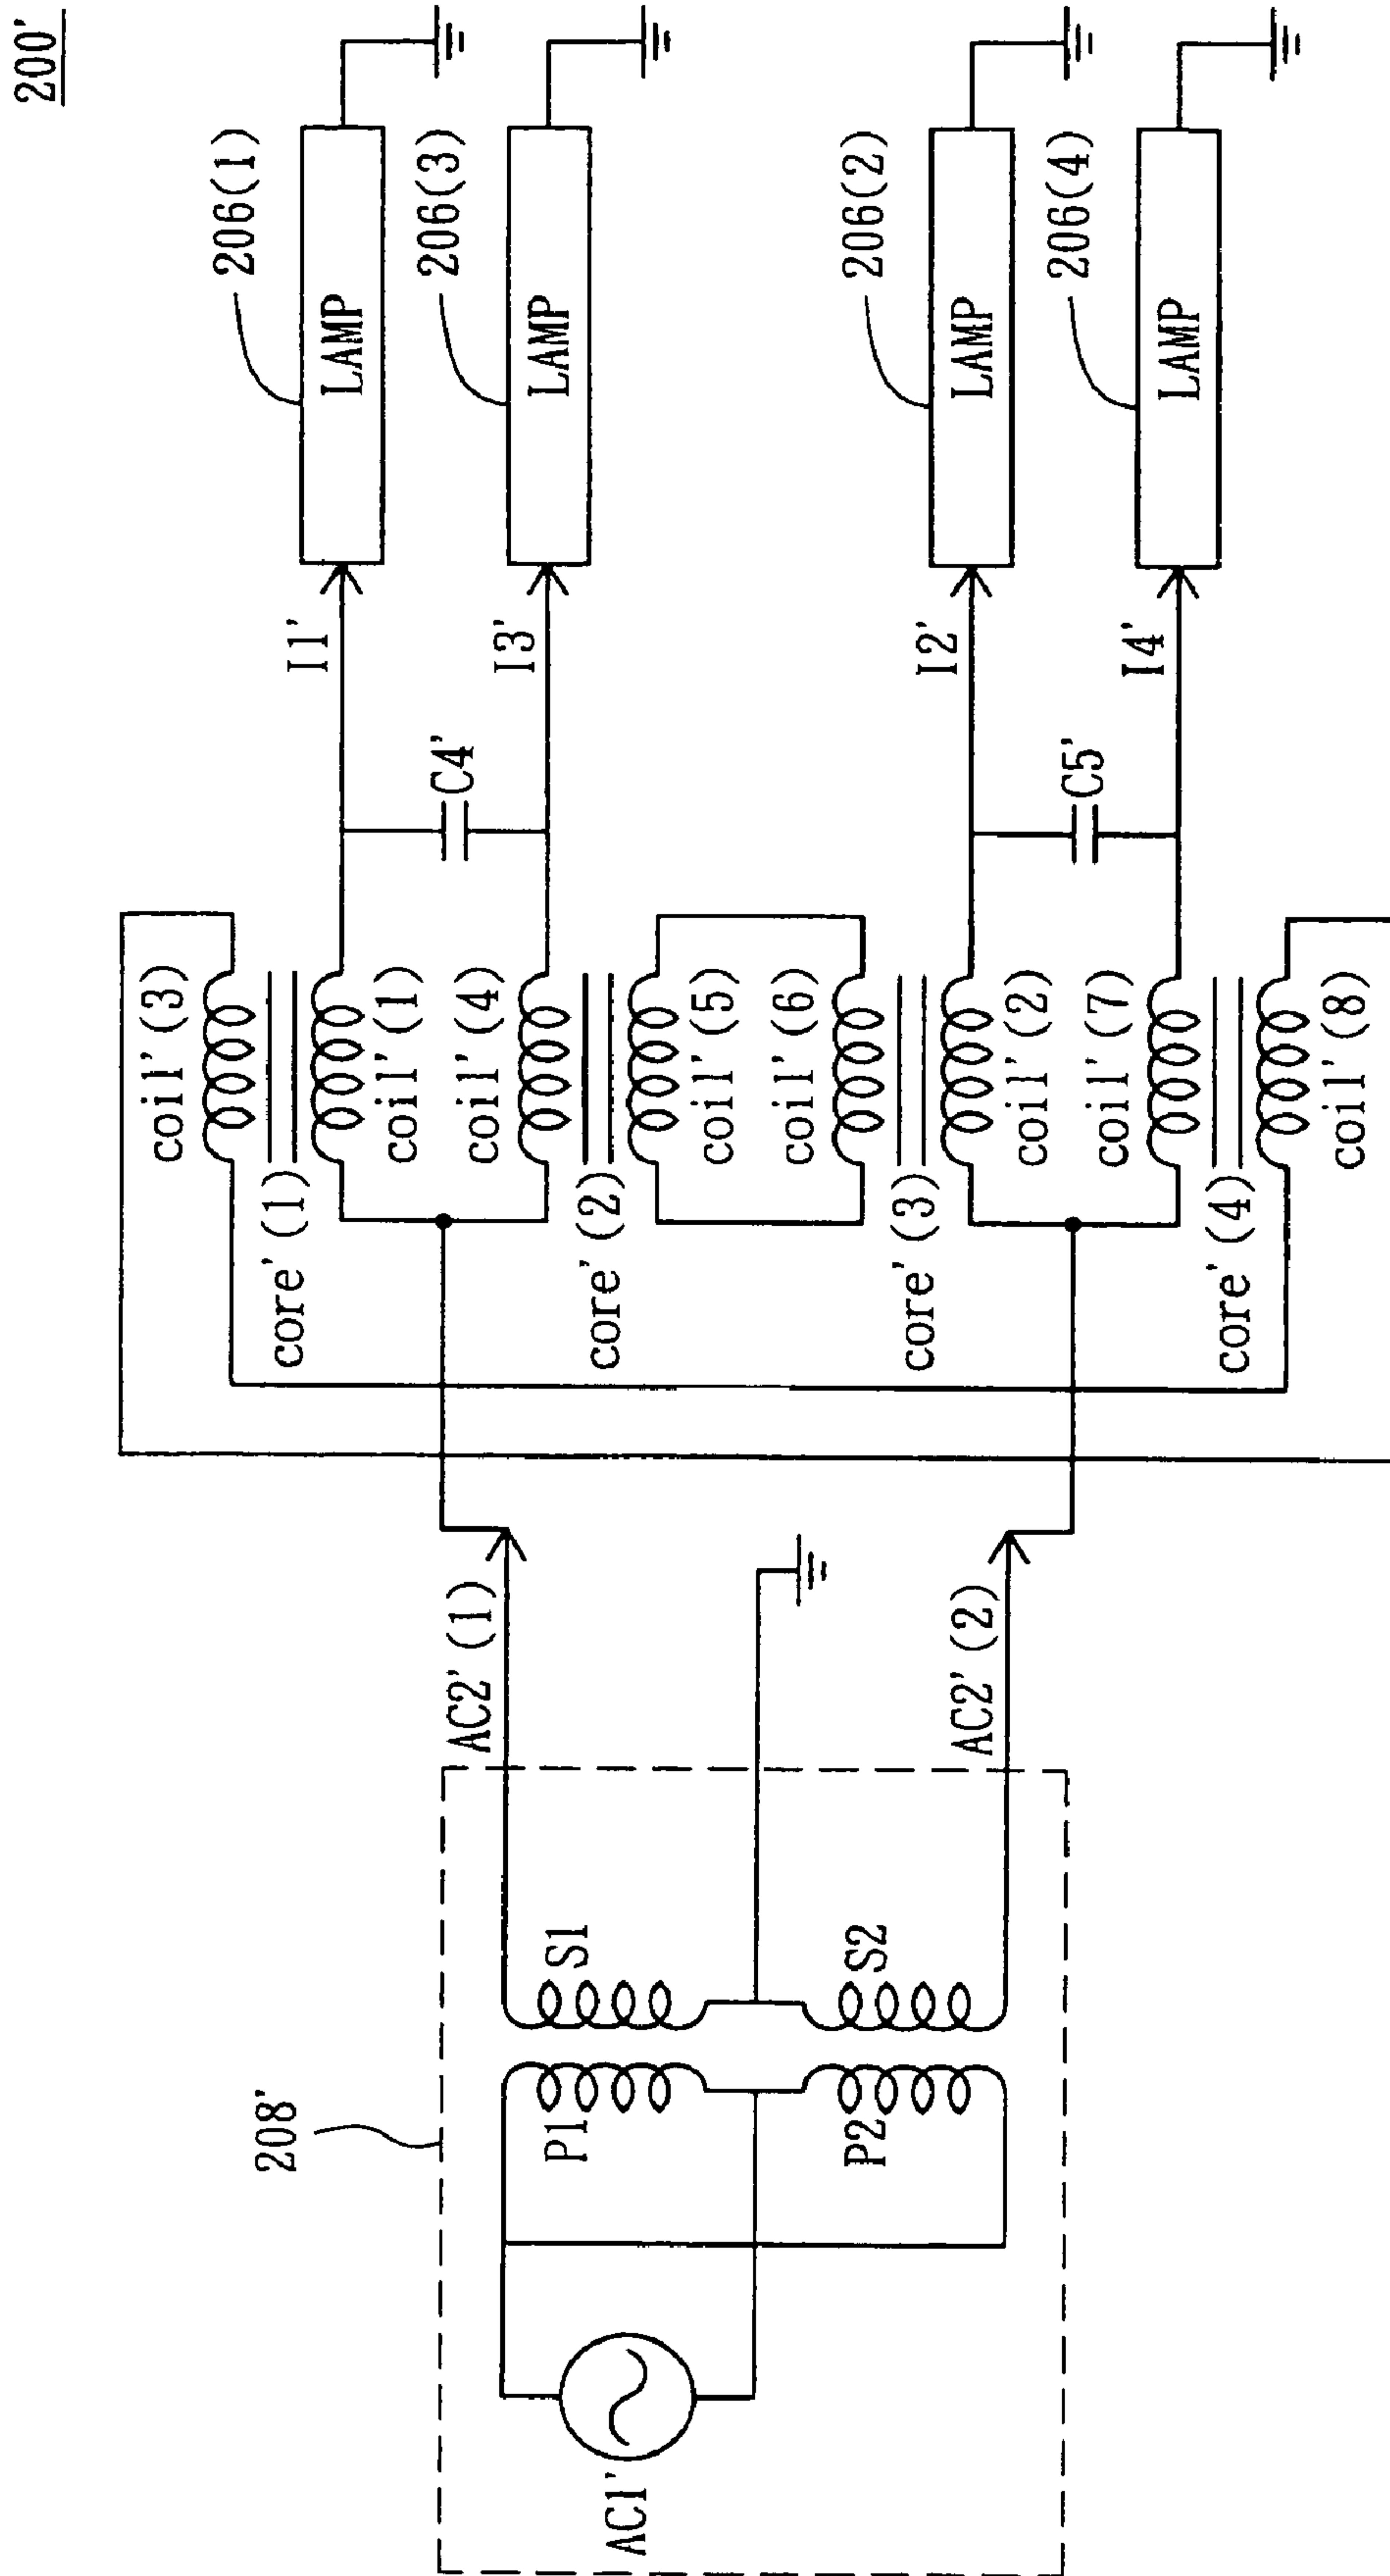 200'
206(1)
LAMP
I1'
206(3)
LAMP
I3'
C4'
206(2)
LAMP
I2'
206(4)
LAMP
I4'
C5'
coil'(3)
core'(1)
coil'(1)
coil'(4)
core'(2)
coil'(5)
coil'(6)
core'(3)
coil'(2)
coil'(7)
core'(4)
coil'(8)
AC2'(1)
AC2'(2)
208'
S1
P1
S2
P2
AC1'